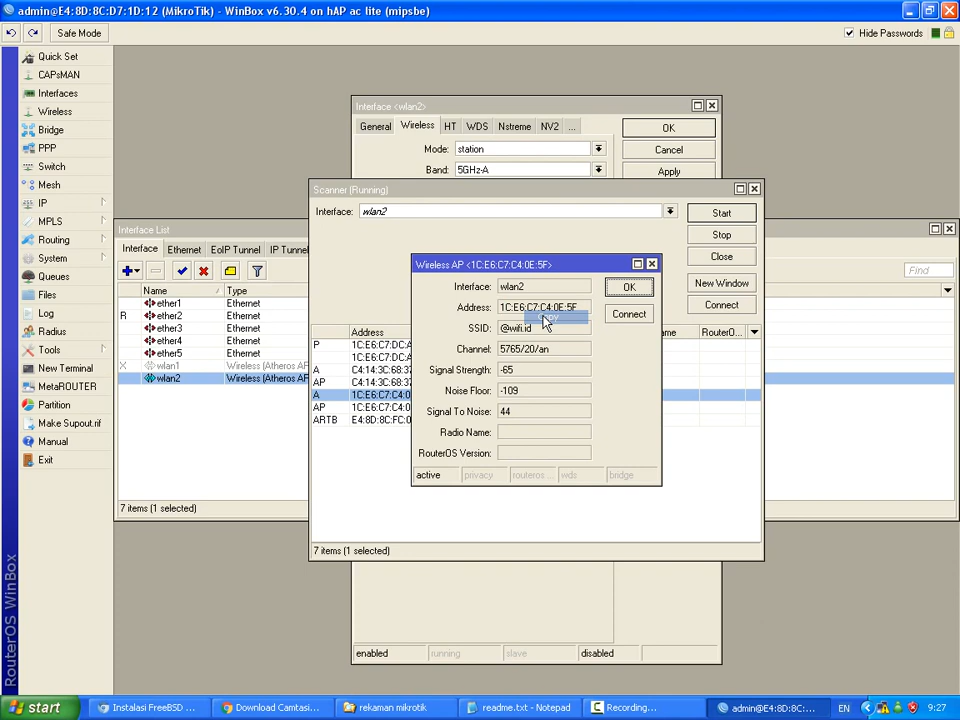 admin@E4:8D:8C:D7:1D:12 (MikroTik) - WinBox v6.30.4 on hAP ac lite (mipsbe)
Safe Mode
Hide Passwords
Quick Set
CAPsMAN
Interfaces
Wireless
Bridge
PPP
Switch
Mesh
IP
MPLS
Routing
System
Queues
Files
Log
Radius
Tools
New Terminal
MetaROUTER
Partition
Make Supout.rif
Manual
Exit
RouterOS WinBox
Interface <wlan2>
General Wireless HT WDS Nstreme NV2 ...
Mode: station
Band: 5GHz-A
OK
Cancel
Apply
Scanner (Running)
Interface: wlan2
Start
Stop
Close
New Window
Connect
Interface List
Interface Ethernet EoIP Tunnel IP Tunnel
Find
Name Type
ether1 Ethernet
R ether2 Ethernet
ether3 Ethernet
ether4 Ethernet
ether5 Ethernet
X wlan1 Wireless (Atheros AR
wlan2 Wireless (Atheros AR
7 items (1 selected)
Address
RouterO...
P 1C:E6:C7:DC:A
1C:E6:C7:DC:
A C4:14:3C:68:37
AP C4:14:3C:68:37
A 1C:E6:C7:C4:0
AP 1C:E6:C7:C4:0
ARTB E4:8D:8C:FC:0
7 items (1 selected)
Wireless AP <1C:E6:C7:C4:0E:5F>
Interface: wlan2
Address: 1C:E6:C7:C4:0E:5F
Copy
SSID: @wifi.id
Channel: 5765/20/an
Signal Strength: -65
Noise Floor: -109
Signal To Noise: 44
Radio Name:
RouterOS Version:
OK
Connect
active privacy routeros ... wds bridge
enabled running slave disabled
start
Instalasi FreeBSD ...
Download Camtasi...
rekaman mikrotik
readme.txt - Notepad
Recording...
admin@E4:8D:8C:...
EN
9:27